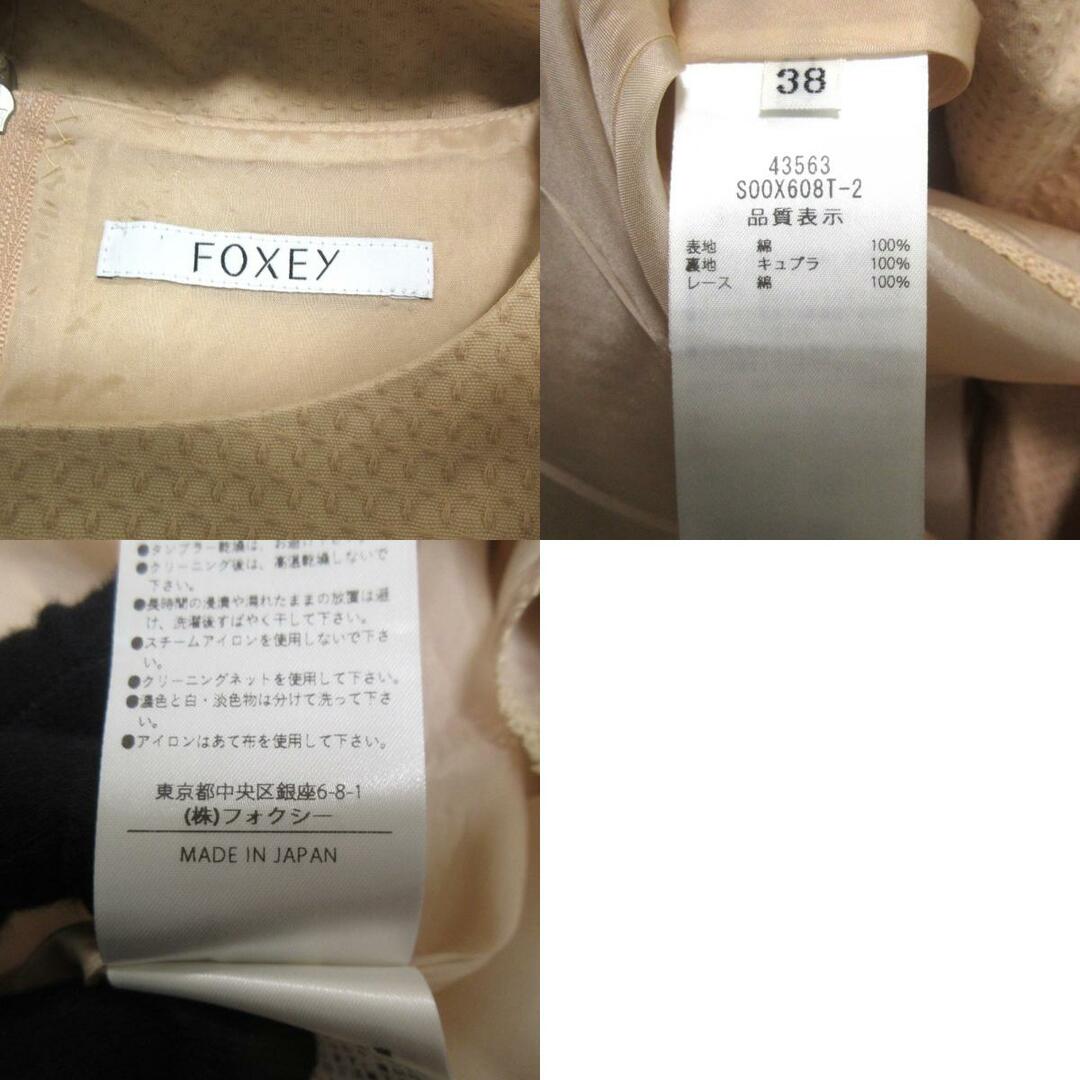 FOXEY
38
43563
S00X608T-2
品質表示
表地 綿 100%
裏地 キュプラ 100%
レース 綿 100%
●タンブラー乾燥は、お避け下さい。
●クリーニング後は、高温乾燥しないで
下さい。
●長時間の浸漬や濡れたままの放置は避
け、洗濯後すばやく干して下さい。
●スチームアイロンを使用しないで下さ
い。
●クリーニングネットを使用して下さい。
●濃色と白・淡色物は分けて洗って下さ
い。
●アイロンはあて布を使用して下さい。
東京都中央区銀座6-8-1
(株)フォクシー
MADE IN JAPAN